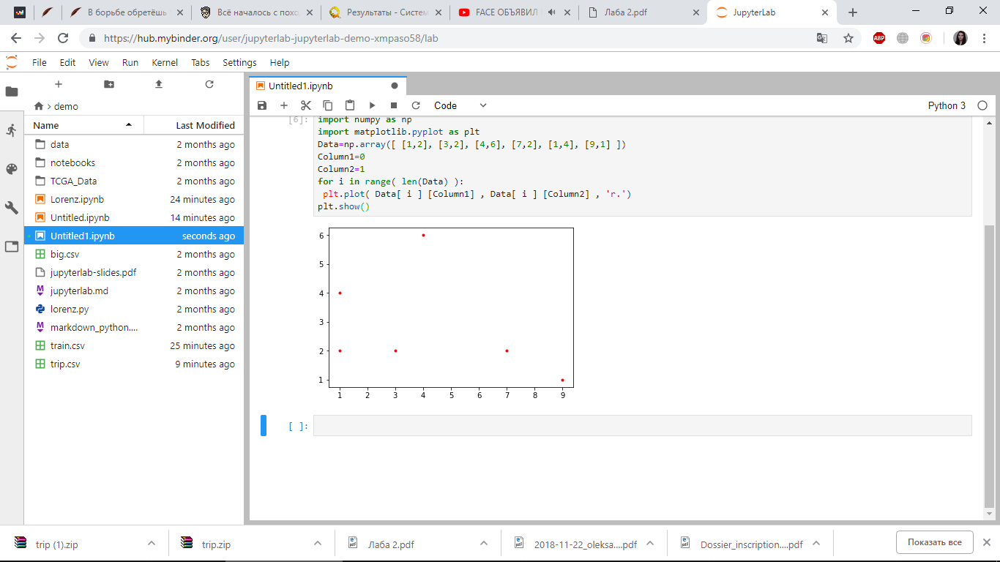 В борьбе обретёшь
Всё началось с похо
Результаты - Систем
FACE ОБЪЯВИЛ
Лаба 2.pdf
JupyterLab
https://hub.mybinder.org/user/jupyterlab-jupyterlab-demo-xmpaso58/lab
ABP
File Edit View Run Kernel Tabs Settings Help
demo
Name Last Modified
data 2 months ago
notebooks 2 months ago
TCGA_Data 2 months ago
Lorenz.ipynb 24 minutes ago
Untitled.ipynb 14 minutes ago
Untitled1.ipynb seconds ago
big.csv 2 months ago
jupyterlab-slides.pdf 2 months ago
M jupyterlab.md 2 months ago
lorenz.py 2 months ago
M markdown_python.... 2 months ago
train.csv 25 minutes ago
trip.csv 9 minutes ago
Untitled1.ipynb
Code
Python 3
[6]: import numpy as np
import matplotlib.pyplot as plt
Data=np.array([ [1,2], [3,2], [4,6], [7,2], [1,4], [9,1] ])
Column1=0
Column2=1
for i in range( len(Data) ):
 plt.plot( Data[ i ] [Column1] , Data[ i ] [Column2] , 'r.')
plt.show()
6
5
4
3
2
1
1 2 3 4 5 6 7 8 9
[ ]:
trip (1).zip
trip.zip
Лаба 2.pdf
2018-11-22_oleksa....pdf
Dossier_inscription....pdf
Показать все